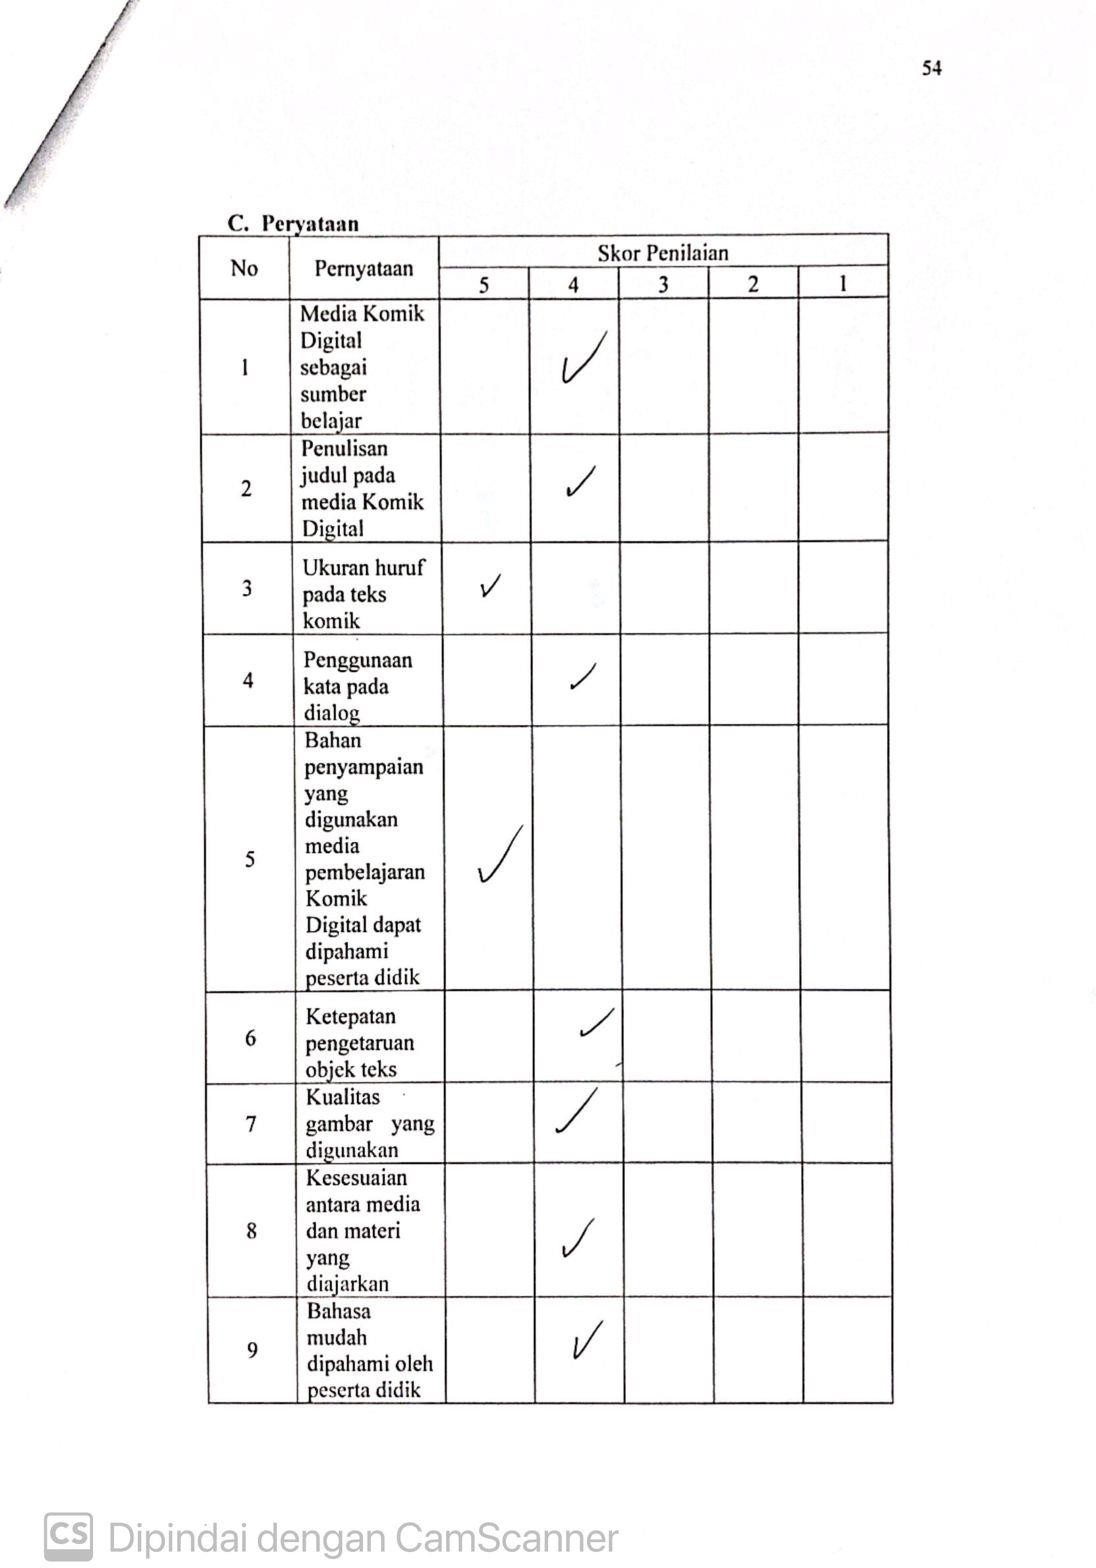 54
C. Peryataan
No
Pernyataan
Skor Penilaian
5 4 3 2 1
1
Media Komik
Digital
sebagai
sumber
belajar
✓
2
Penulisan
judul pada
media Komik
Digital
✓
3
Ukuran huruf
pada teks
komik
✓
4
Penggunaan
kata pada
dialog
✓
5
Bahan
penyampaian
yang
digunakan
media
pembelajaran
Komik
Digital dapat
dipahami
peserta didik
✓
6
Ketepatan
pengetaruan
objek teks
✓
7
Kualitas
gambar yang
digunakan
✓
8
Kesesuaian
antara media
dan materi
yang
diajarkan
✓
9
Bahasa
mudah
dipahami oleh
peserta didik
✓
CS Dipindai dengan CamScanner